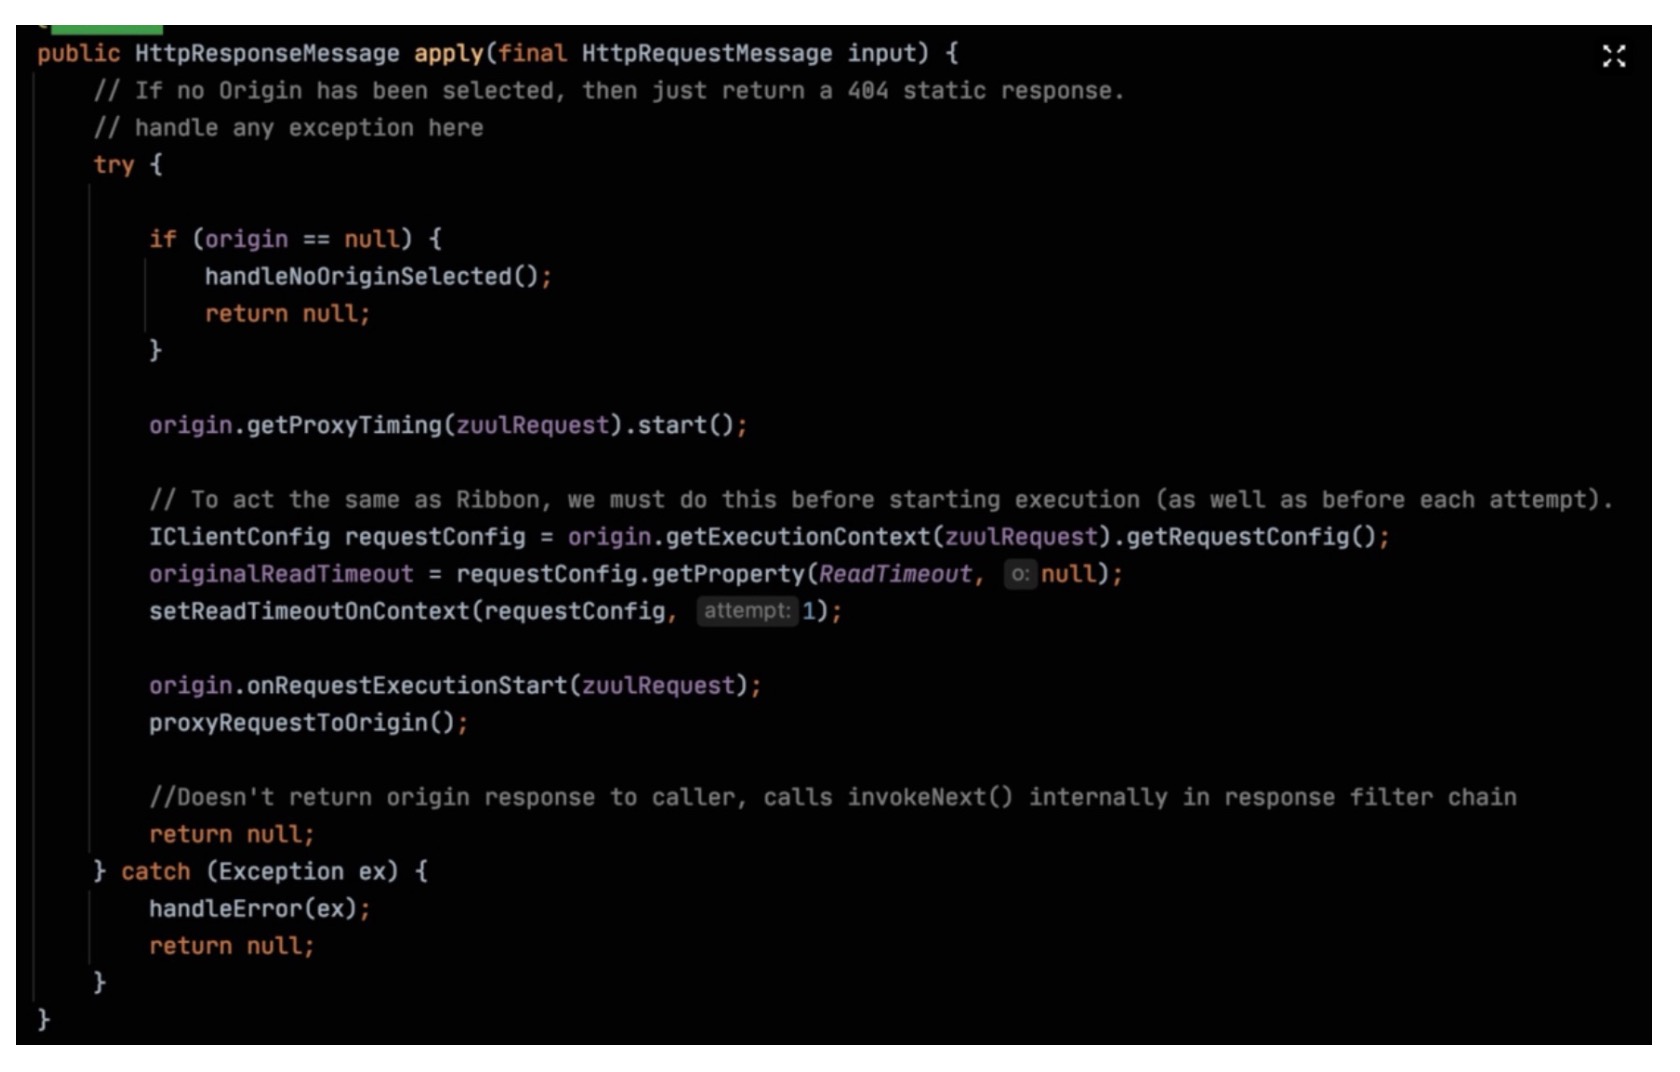 public HttpResponseMessage apply(final HttpRequestMessage input) {
// If no Origin has been selected, then just return a 404 static response.
// handle any exception here
try {
if (origin == null) {
handleNoOriginSelected();
return null;
}
origin.getProxyTiming(zuulRequest).start();
// To act the same as Ribbon, we must do this before starting execution (as well as before each attempt).
IClientConfig requestConfig = origin.getExecutionContext(zuulRequest).getRequestConfig();
originalReadTimeout = requestConfig.getProperty(ReadTimeout, o: null);
setReadTimeoutOnContext(requestConfig, attempt: 1);
origin.onRequestExecutionStart(zuulRequest);
proxyRequestToOrigin();
//Doesn't return origin response to caller, calls invokeNext() internally in response filter chain
return null;
} catch (Exception ex) {
handleError(ex);
return null;
}
}